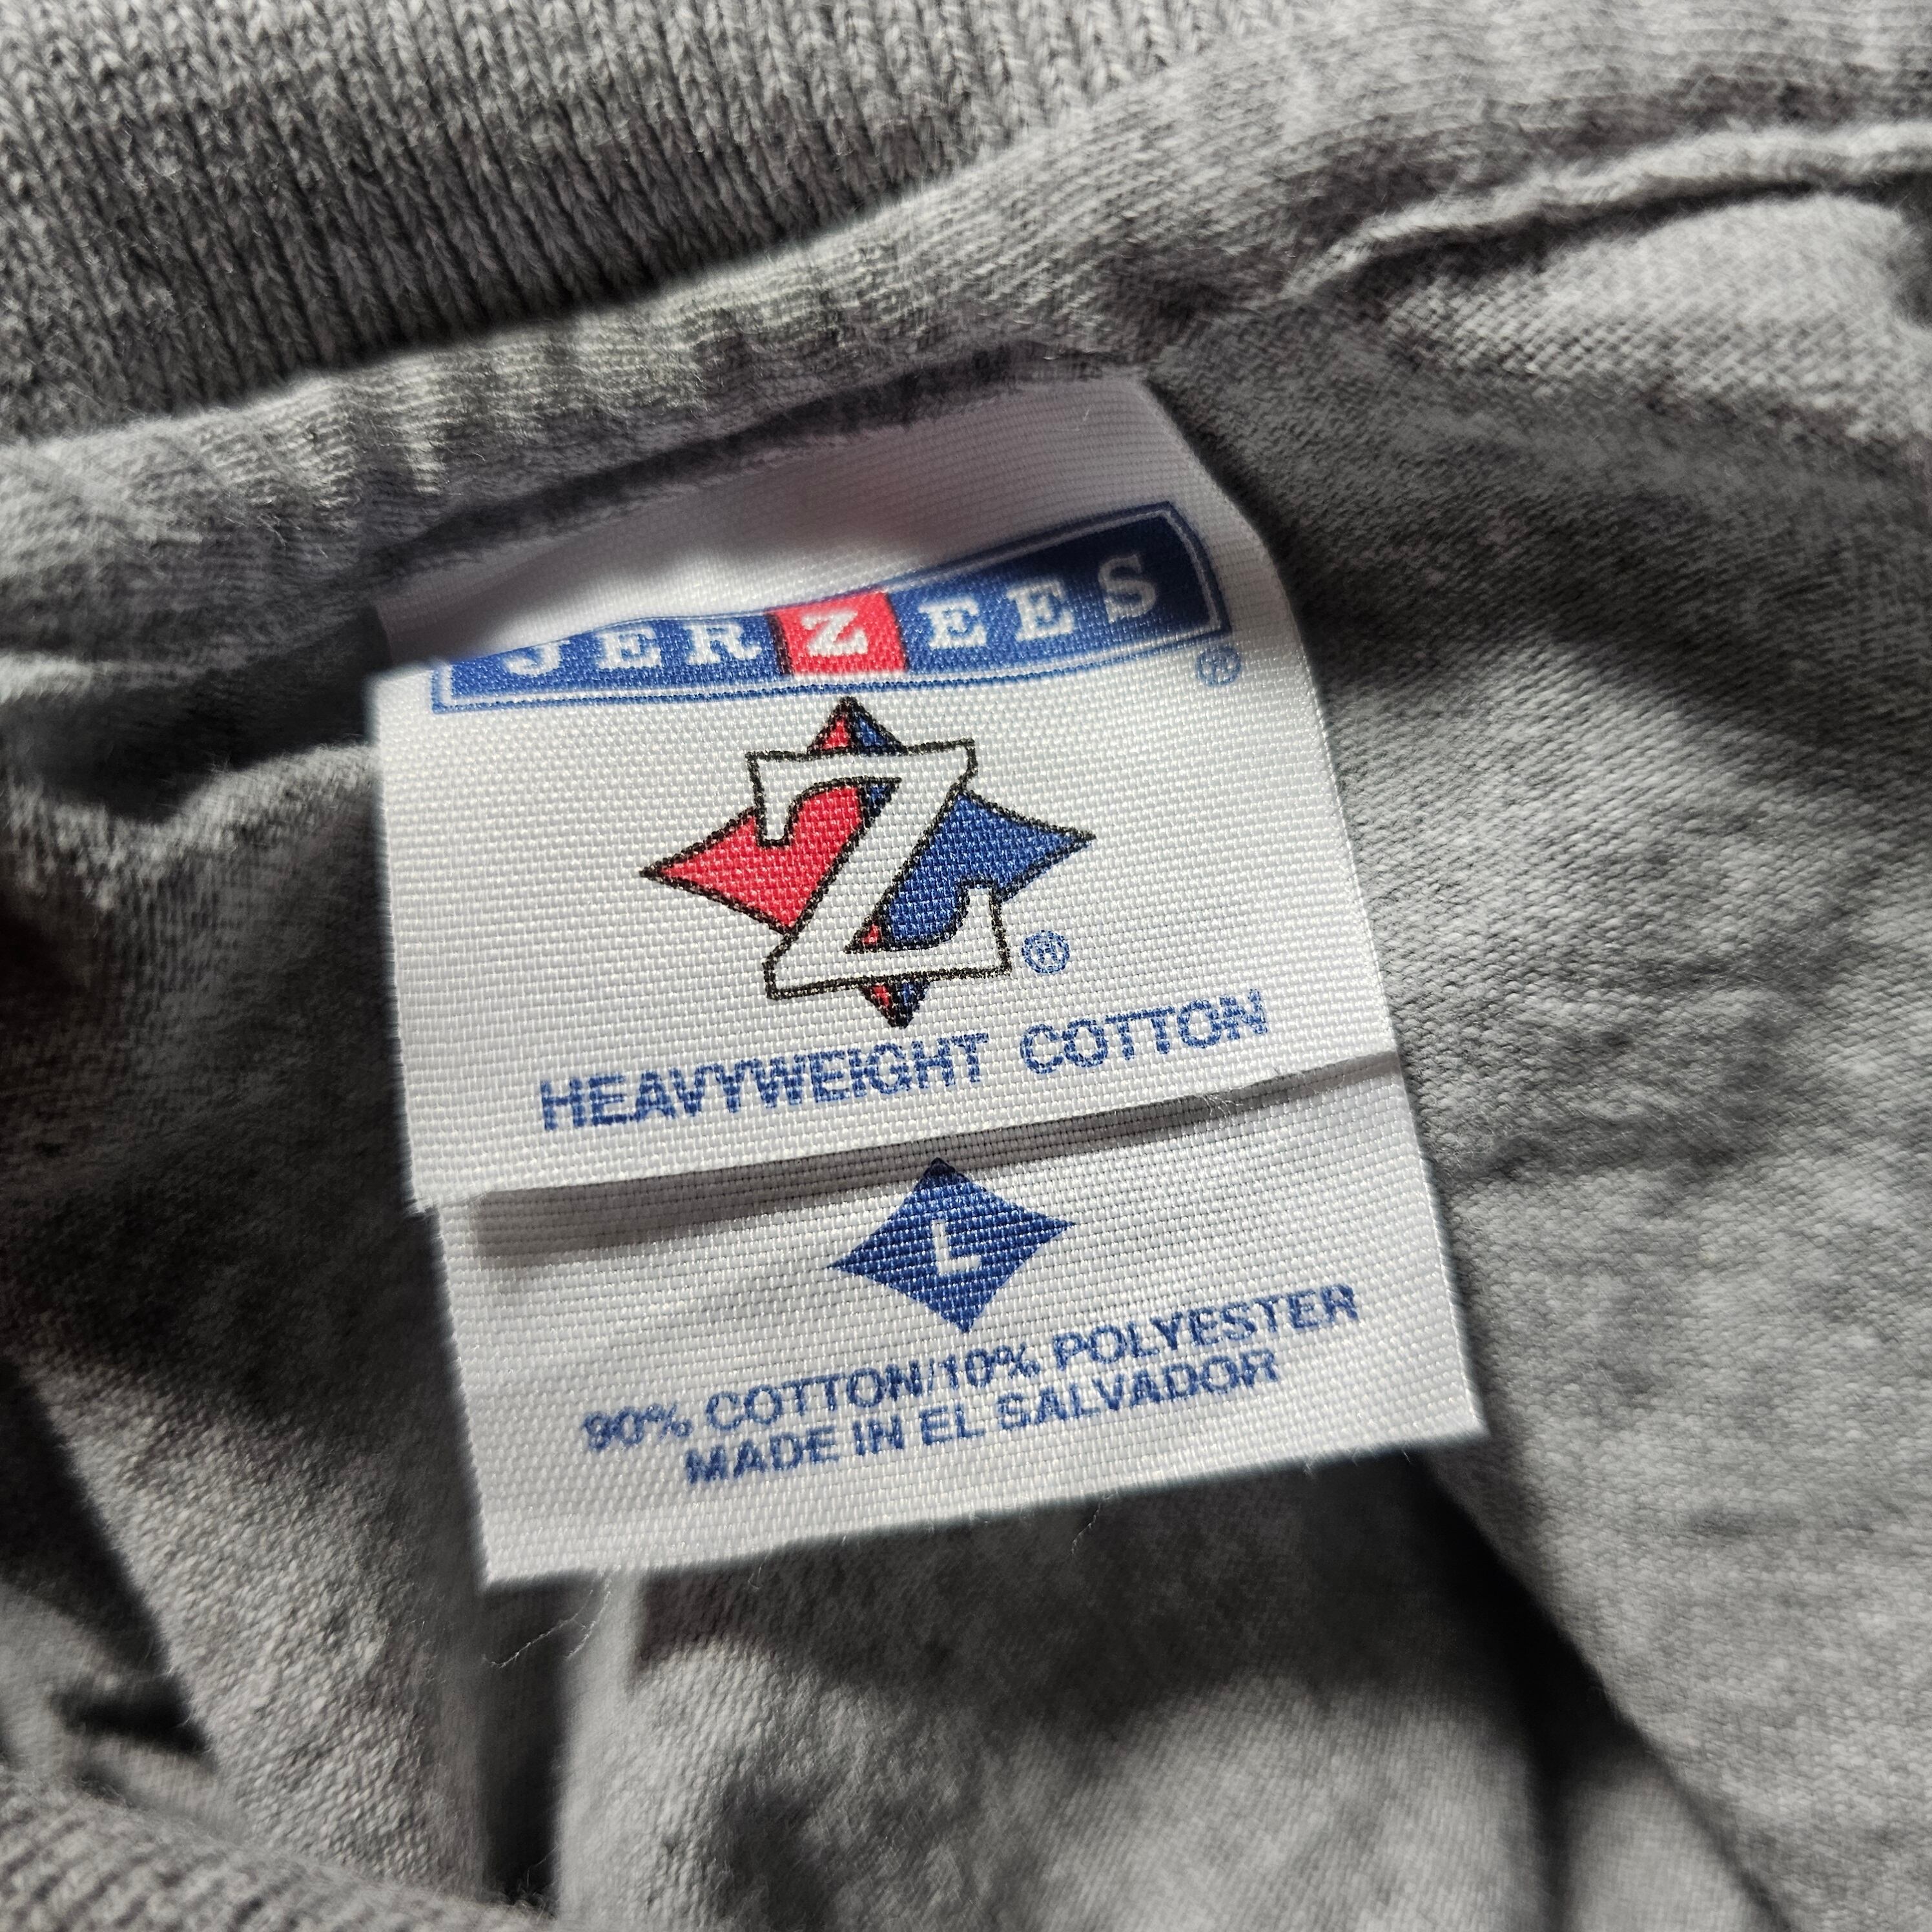 JERZEES
®
Z
®
HEAVYWEIGHT COTTON
L
90% COTTON/10% POLYESTER
MADE IN EL SALVADOR